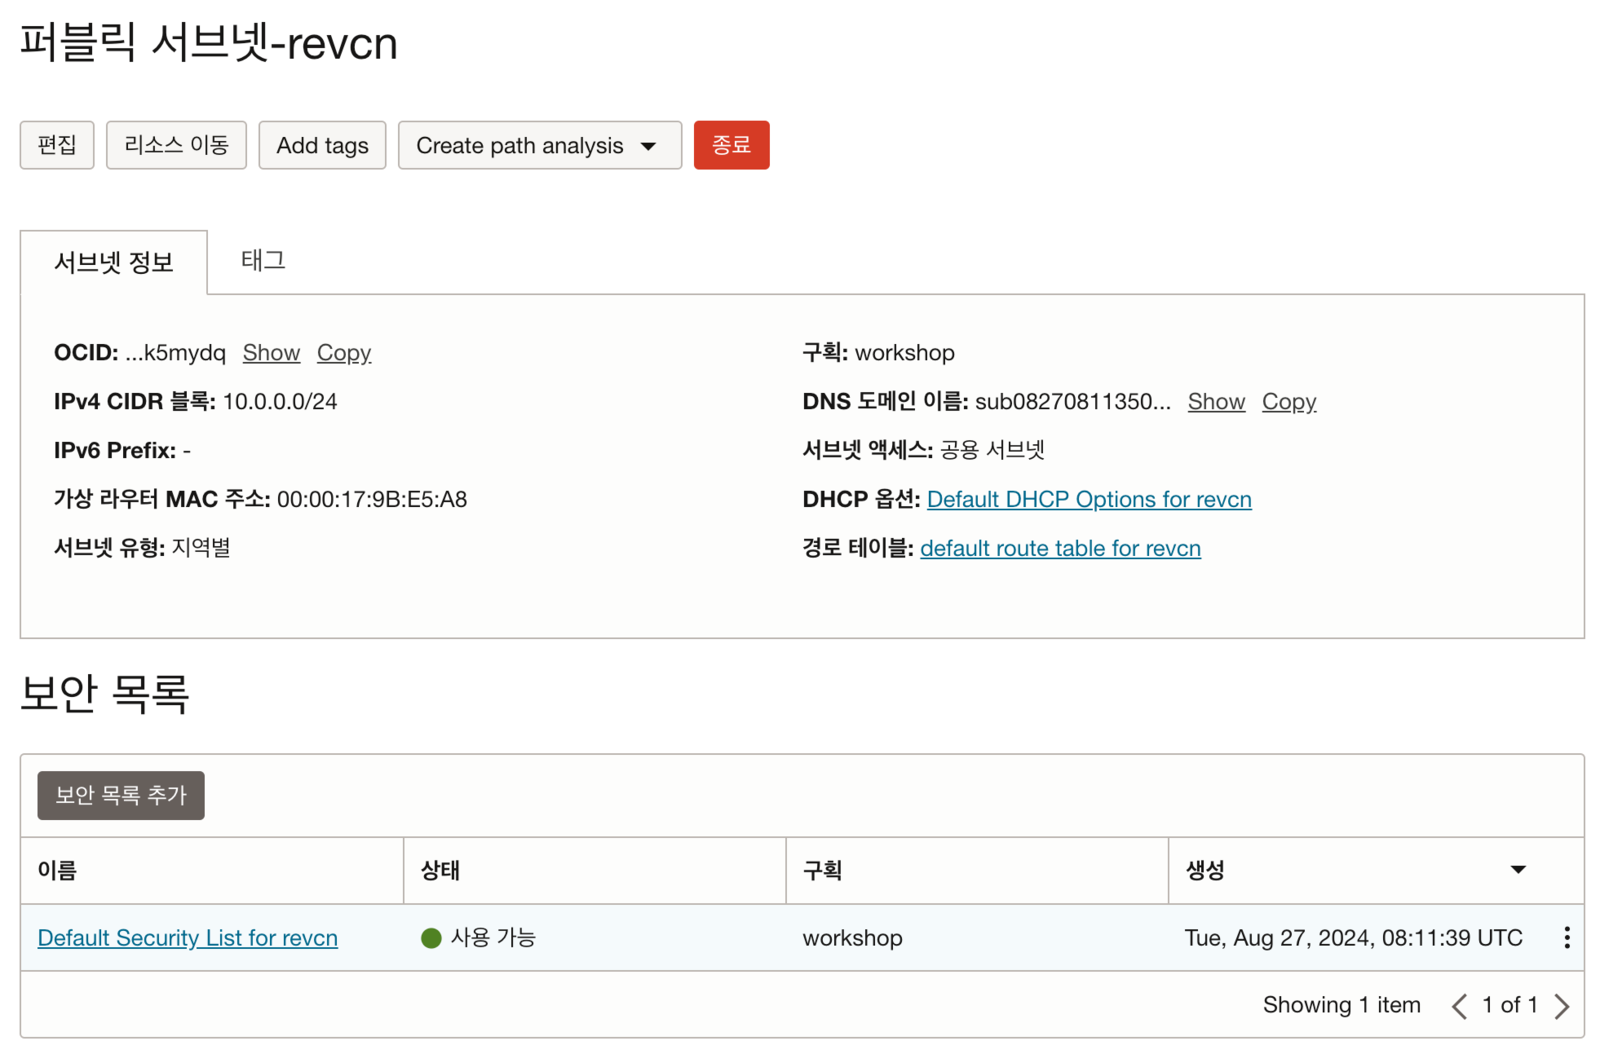 퍼블릭 서브넷-revcn
편집 리소스 이동 Add tags Create path analysis 종료
서브넷 정보 태그
OCID: ...k5mydq Show Copy
IPv4 CIDR 블록: 10.0.0.0/24
IPv6 Prefix: -
가상 라우터 MAC 주소: 00:00:17:9B:E5:A8
서브넷 유형: 지역별
구획: workshop
DNS 도메인 이름: sub08270811350... Show Copy
서브넷 액세스: 공용 서브넷
DHCP 옵션: Default DHCP Options for revcn
경로 테이블: default route table for revcn
보안 목록
보안 목록 추가
이름 상태 구획 생성
Default Security List for revcn 사용 가능 workshop Tue, Aug 27, 2024, 08:11:39 UTC
Showing 1 item 1 of 1